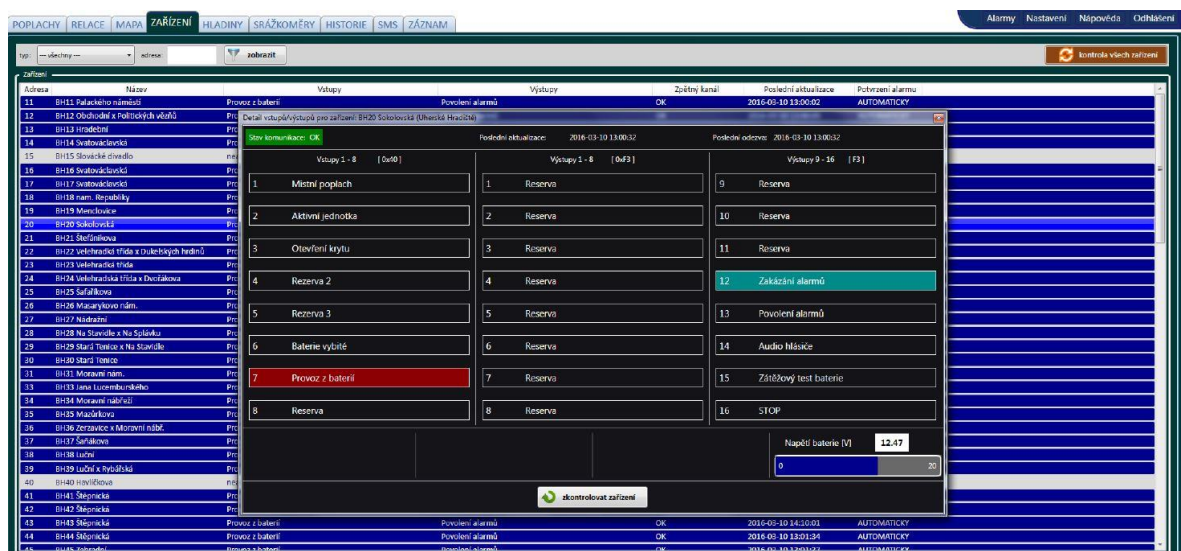 POPLACHY RELACE MAPA ZAŘÍZENÍ HLADINY SRÁŽKOMĚRY HISTORIE SMS ZÁZNAM Alarmy Nastavení Nápověda Odhlášení
typ: --- všechny --- adresa: zobrazit kontrola všech zařízení
Zařízení
Adresa Název Vstupy Výstupy Zpětný kanál Poslední aktualizace Potvrzení alarmu
11 BH11 Palackého náměstí Provoz z baterií Povolení alarmů OK 2016-03-10 13:00:02 AUTOMATICKY
12 BH12 Obchodní x Politických vězňů
13 BH13 Hradební
14 BH14 Svatováclavská
15 BH15 Slovácké divadlo
16 BH16 Svatováclavská
17 BH17 Svatováclavská
18 BH18 nam. Republiky
19 BH19 Menclovice
20 BH20 Sokolovská
21 BH21 Štefánikova
22 BH22 Velehradká třída x Dukelských hrdinů
23 BH23 Velehradká třída
24 BH24 Velehradská třída x Dvořákova
25 BH25 Šafaříkova
26 BH26 Masarykovo nám.
27 BH27 Nádražní
28 BH28 Na Stavidle x Na Splávku
29 BH29 Stará Tenice x Na Stavidle
30 BH30 Stará Tenice
31 BH31 Moravní nám.
33 BH33 Jana Lucemburského
34 BH34 Moravní nábřeží
35 BH35 Mazůrkova
36 BH36 Zerzavice x Moravní nábř.
37 BH37 Šaňákova
38 BH38 Luční
39 BH39 Luční x Rybářská
40 BH40 Havlíčkova
41 BH41 Štěpnická
42 BH42 Štěpnická
43 BH43 Štěpnická Provoz z baterií Povolení alarmů OK 2016-03-10 14:10:01 AUTOMATICKY
44 BH44 Štěpnická Provoz z baterií Povolení alarmů OK 2016-03-10 13:01:34 AUTOMATICKY
Detail vstupů/výstupů pro zařízení: BH20 Sokolovská (Uherské Hradiště)
Stav komunikace: OK Poslední aktualizace: 2016-03-10 13:00:32 Poslední odezva: 2016-03-10 13:00:32
Vstupy 1 - 8 [ 0x40 ] Výstupy 1 - 8 [ 0xF3 ] Výstupy 9 - 16 [ F3 ]
1 Místní poplach 1 Reserva 9 Reserva
2 Aktivní jednotka 2 Reserva 10 Reserva
3 Otevření krytu 3 Reserva 11 Reserva
4 Rezerva 2 4 Reserva 12 Zakázání alarmů
5 Rezerva 3 5 Reserva 13 Povolení alarmů
6 Baterie vybité 6 Reserva 14 Audio hlásiče
7 Provoz z baterií 7 Reserva 15 Zátěžový test baterie
8 Reserva 8 Reserva 16 STOP
Napětí baterie [V] 12.47
0 20
zkontrolovat zařízení